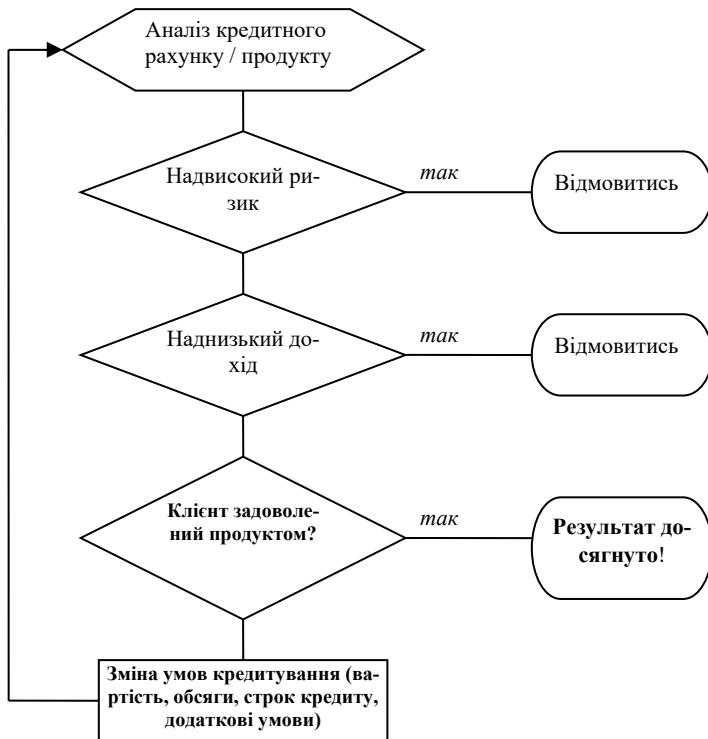 Аналіз кредитного
рахунку / продукту
Надвисокий ри-
зик
так
Відмовитись
Наднизький до-
хід
так
Відмовитись
Клієнт задоволе-
ний продуктом?
так
Результат до-
сягнуто!
Зміна умов кредитування (ва-
ртість, обсяги, строк кредиту,
додаткові умови)